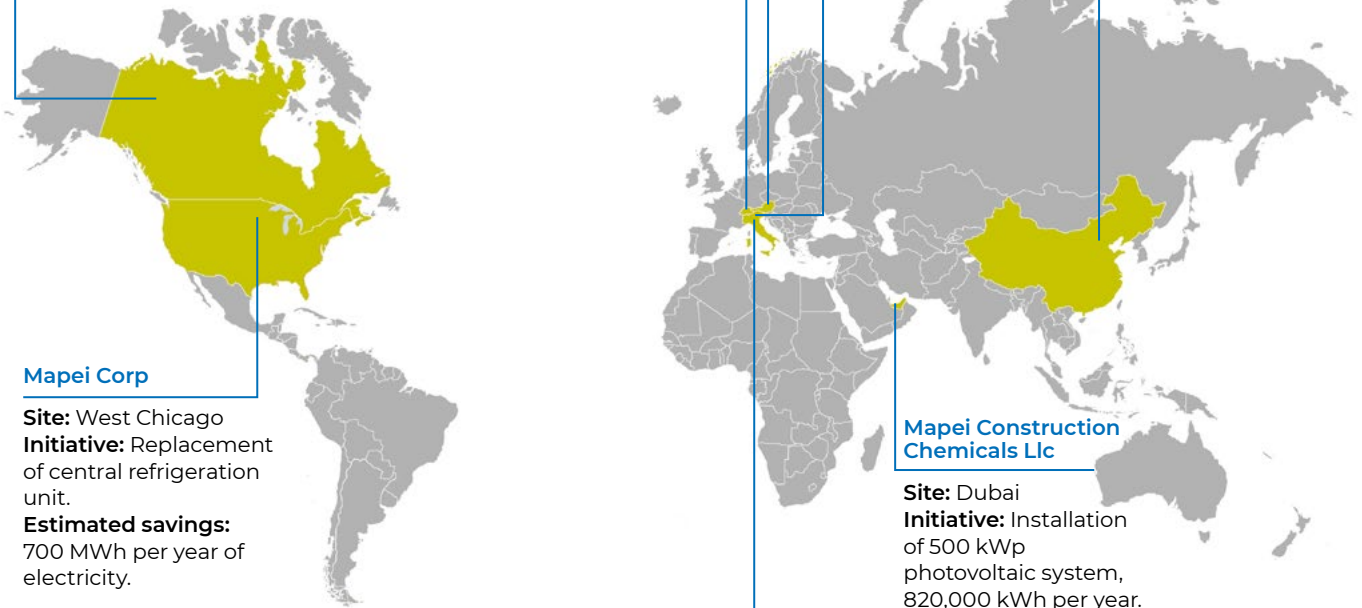 Mapei Corp
Site: West Chicago
Initiative: Replacement
of central refrigeration
unit.
Estimated savings:
700 MWh per year of
electricity.
Mapei Construction
Chemicals Llc
Site: Dubai
Initiative: Installation
of 500 kWp
photovoltaic system,
820,000 kWh per year.